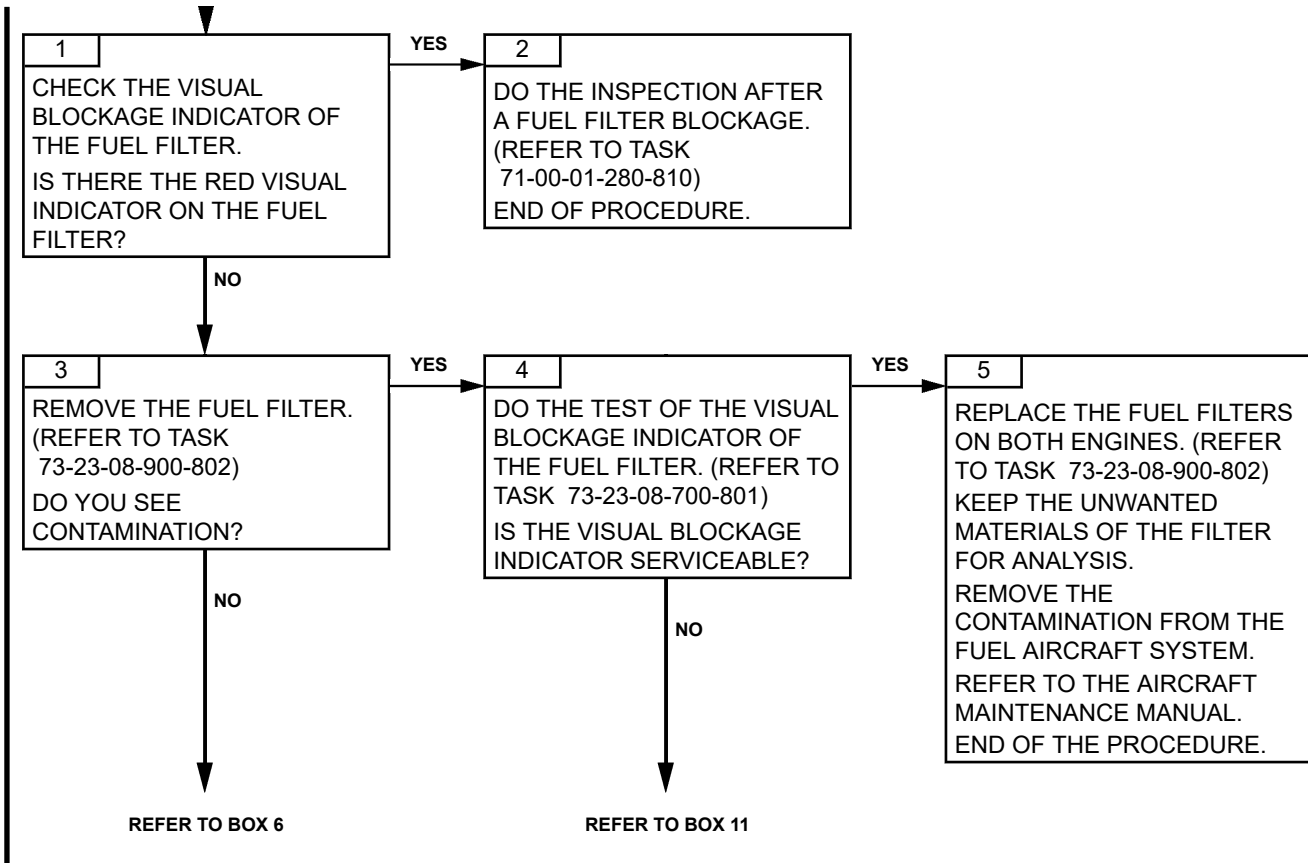 1
CHECK THE VISUAL
BLOCKAGE INDICATOR OF
THE FUEL FILTER.
IS THERE THE RED VISUAL
INDICATOR ON THE FUEL
FILTER?
YES
2
DO THE INSPECTION AFTER
A FUEL FILTER BLOCKAGE.
(REFER TO TASK
71-00-01-280-810)
END OF PROCEDURE.
NO
3
REMOVE THE FUEL FILTER.
(REFER TO TASK
73-23-08-900-802)
DO YOU SEE
CONTAMINATION?
YES
4
DO THE TEST OF THE VISUAL
BLOCKAGE INDICATOR OF
THE FUEL FILTER. (REFER TO
TASK 73-23-08-700-801)
IS THE VISUAL BLOCKAGE
INDICATOR SERVICEABLE?
YES
5
REPLACE THE FUEL FILTERS
ON BOTH ENGINES. (REFER
TO TASK 73-23-08-900-802)
KEEP THE UNWANTED
MATERIALS OF THE FILTER
FOR ANALYSIS.
REMOVE THE
CONTAMINATION FROM THE
FUEL AIRCRAFT SYSTEM.
REFER TO THE AIRCRAFT
MAINTENANCE MANUAL.
END OF THE PROCEDURE.
NO
NO
REFER TO BOX 6
REFER TO BOX 11